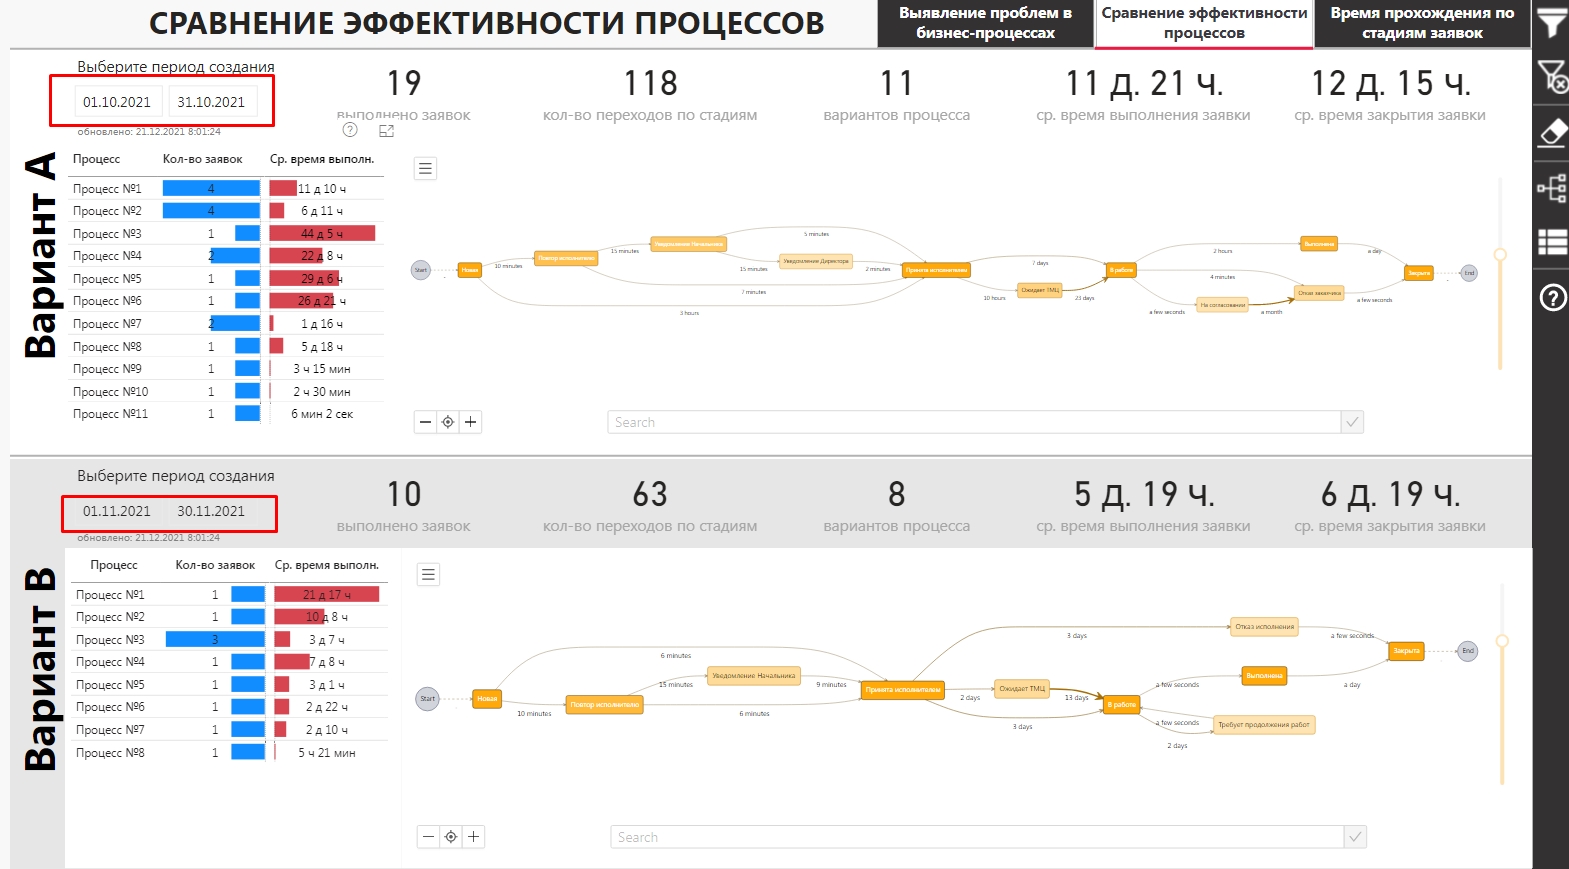 СРАВНЕНИЕ ЭФФЕКТИВНОСТИ ПРОЦЕССОВ
Выявление проблем в
бизнес-процессах
Сравнение эффективности
процессов
Время прохождения по
стадиям заявок
Выберите период создания
01.10.2021
31.10.2021
обновлено: 21.12.2021 8:01:24
19
выполнено заявок
118
кол-во переходов по стадиям
11
вариантов процесса
11 д. 21 ч.
ср. время выполнения заявки
12 д. 15 ч.
ср. время закрытия заявки
Вариант А
Процесс Кол-во заявок Ср. время выполн.
Процесс №1 4 11 д 10 ч
Процесс №2 4 6 д 11 ч
Процесс №3 1 44 д 5 ч
Процесс №4 2 22 д 8 ч
Процесс №5 1 29 д 6 ч
Процесс №6 1 26 д 21 ч
Процесс №7 2 1 д 16 ч
Процесс №8 1 5 д 18 ч
Процесс №9 1 3 ч 15 мин
Процесс №10 1 2 ч 30 мин
Процесс №11 1 6 мин 2 сек
Start
Новая
10 minutes
Повтор исполнителю
15 minutes
Уведомление Начальника
5 minutes
15 minutes
Уведомление Директора
2 minutes
7 minutes
3 hours
Принята исполнителем
7 days
10 hours
Ожидает ТМЦ
23 days
В работе
2 hours
Выполнена
a day
4 minutes
a few seconds
На согласовании
a month
Отказ заказчика
a few seconds
Закрыта
End
Search
Выберите период создания
01.11.2021
30.11.2021
обновлено: 21.12.2021 8:01:24
10
выполнено заявок
63
кол-во переходов по стадиям
8
вариантов процесса
5 д. 19 ч.
ср. время выполнения заявки
6 д. 19 ч.
ср. время закрытия заявки
Вариант В
Процесс Кол-во заявок Ср. время выполн.
Процесс №1 1 21 д 17 ч
Процесс №2 1 10 д 8 ч
Процесс №3 3 3 д 7 ч
Процесс №4 1 7 д 8 ч
Процесс №5 1 3 д 1 ч
Процесс №6 1 2 д 22 ч
Процесс №7 1 2 д 10 ч
Процесс №8 1 5 ч 21 мин
Start
Новая
6 minutes
10 minutes
Повтор исполнителю
15 minutes
Уведомление Начальника
9 minutes
6 minutes
Принята исполнителем
3 days
Отказ исполнения
a few seconds
2 days
Ожидает ТМЦ
13 days
3 days
В работе
a few seconds
Выполнена
a day
a few seconds
Требует продолжения работ
2 days
Закрыта
End
Search